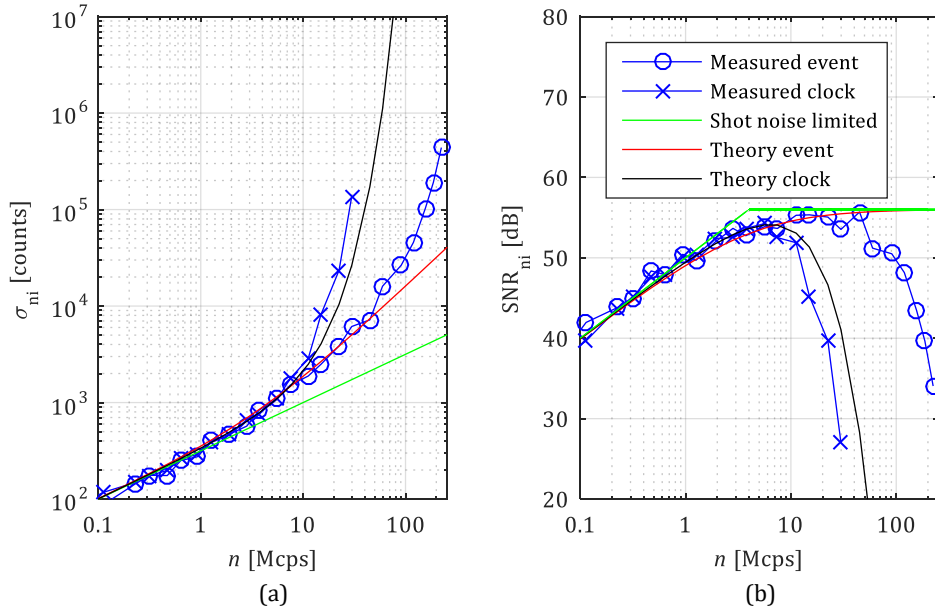 10^7
10^6
10^5
10^4
10^3
10^2
σ_ni [counts]
0.1 1 10 100
n [Mcps]
(a)
80
70
60
50
40
30
20
SNR_ni [dB]
Measured event
Measured clock
Shot noise limited
Theory event
Theory clock
0.1 1 10 100
n [Mcps]
(b)